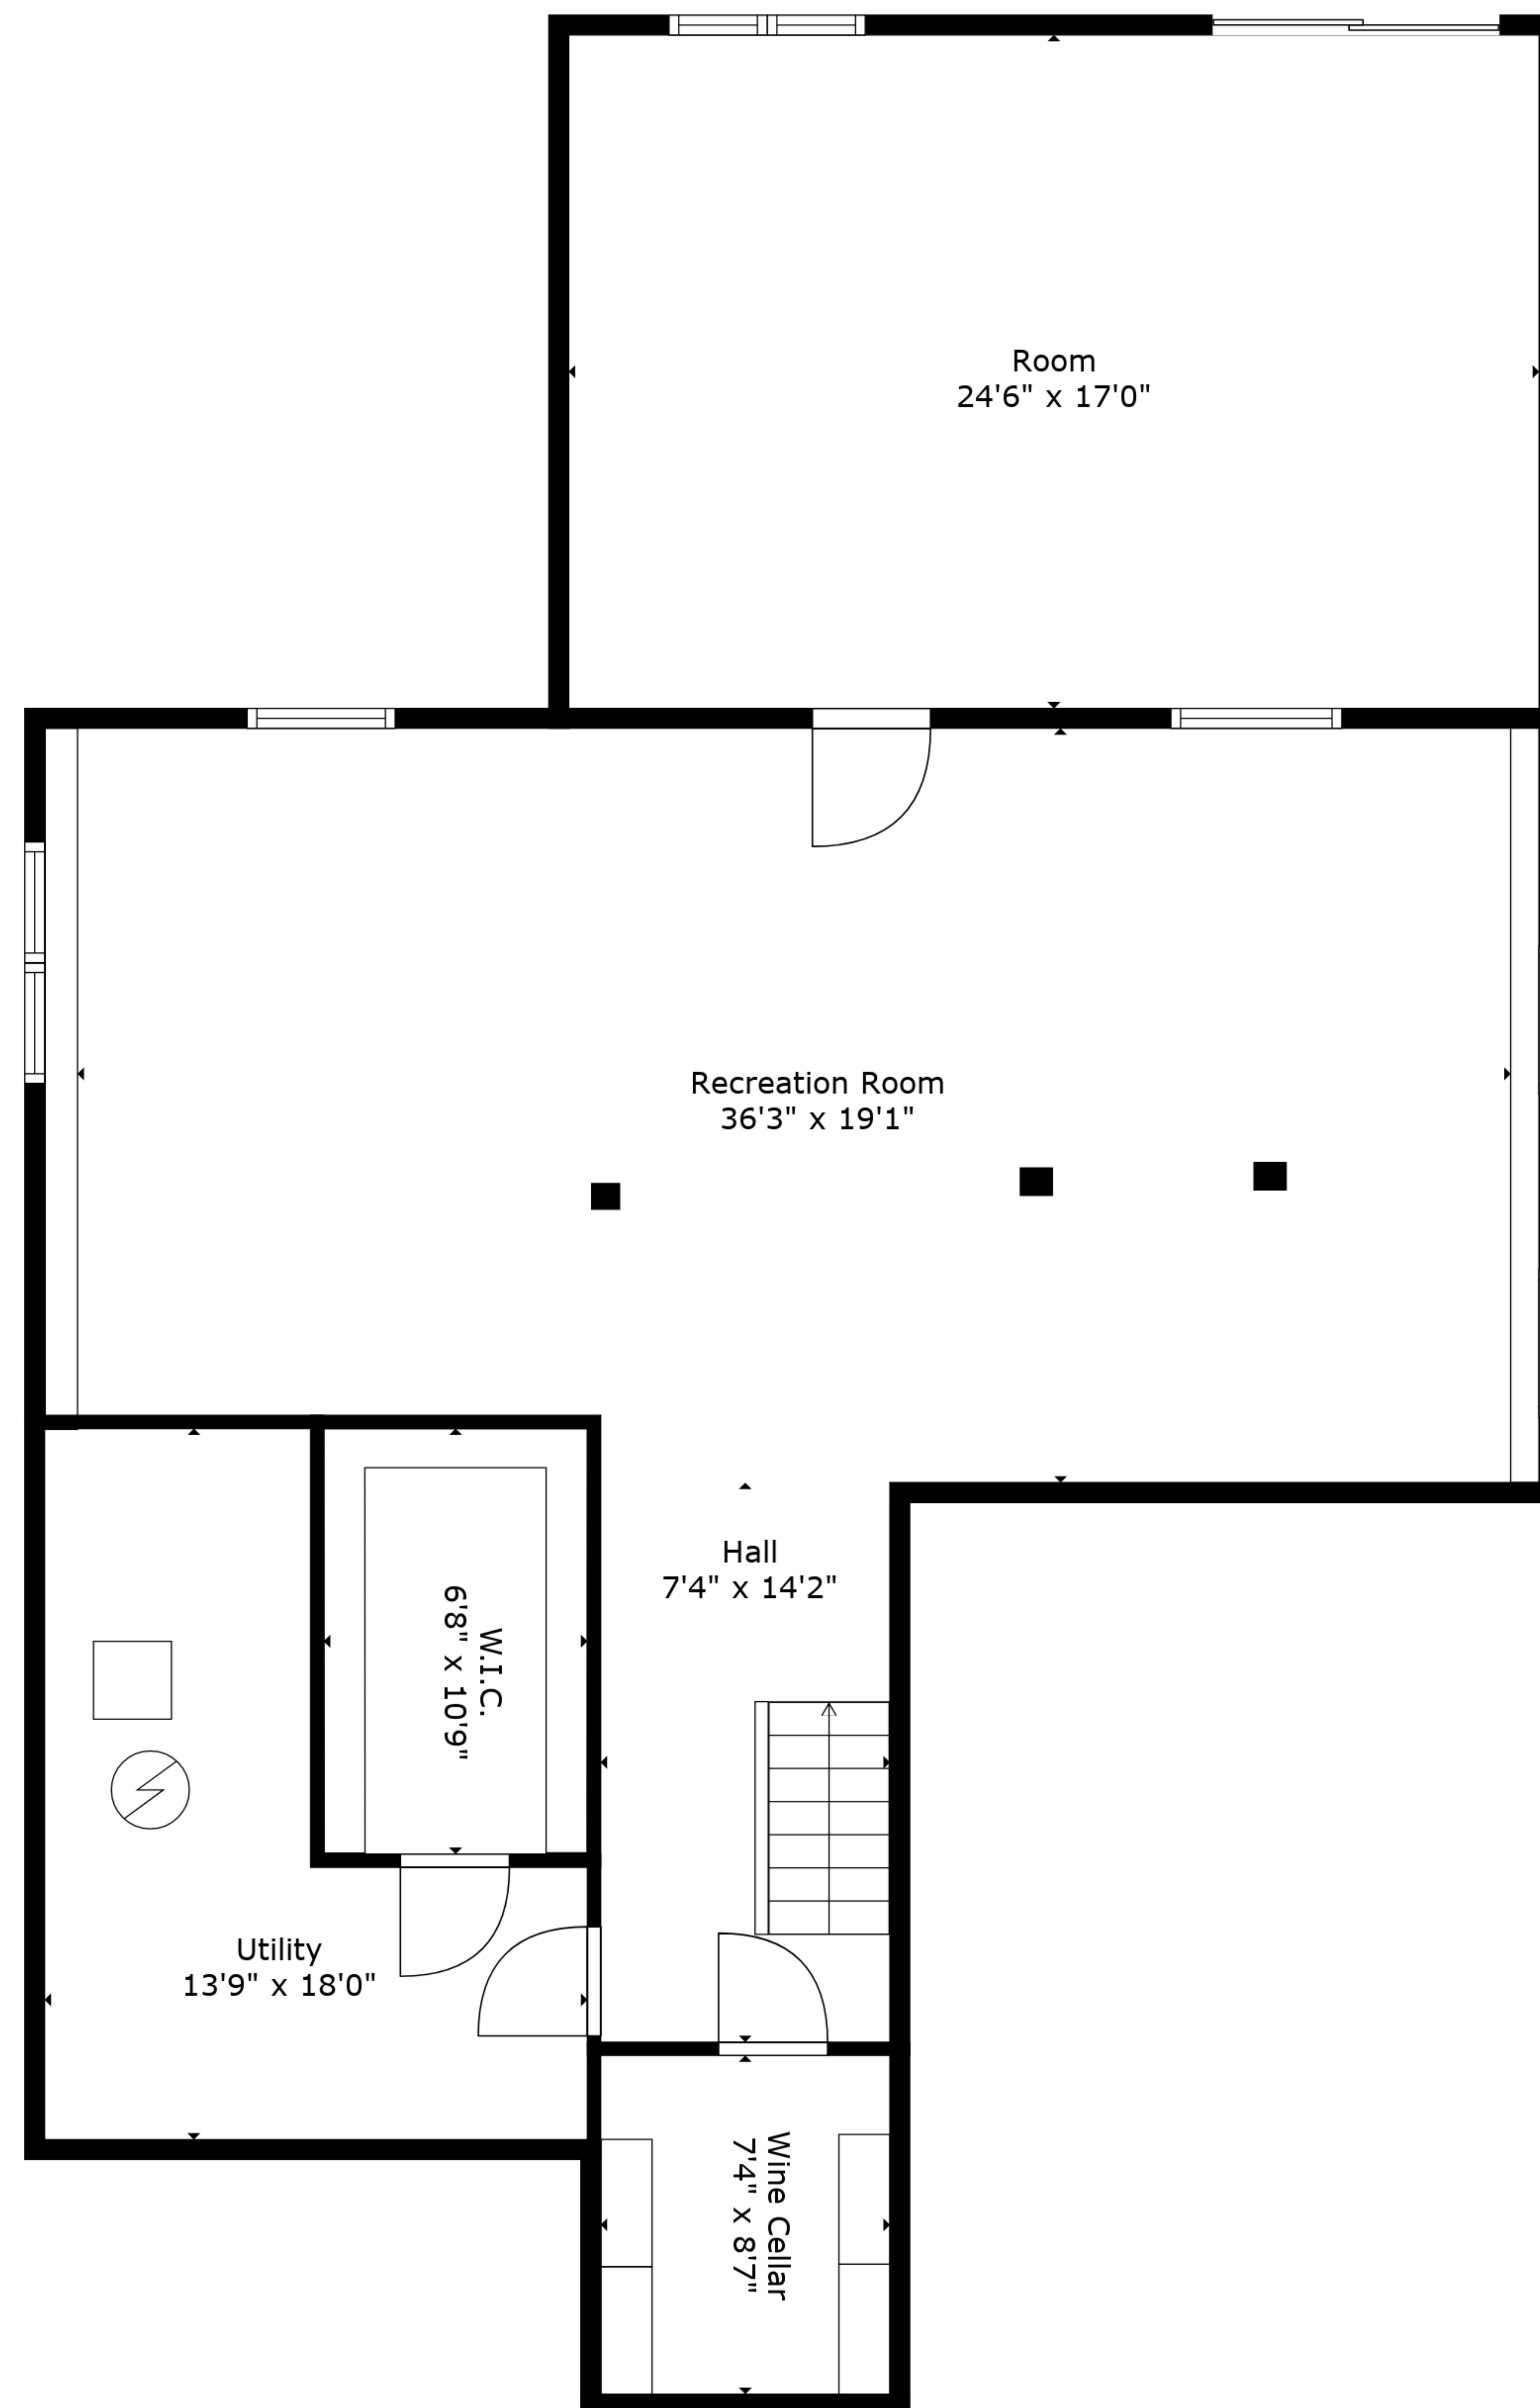 Room
24'6" x 17'0"
Recreation Room
36'3" x 19'1"
Hall
7'4" x 14'2"
W.I.C.
6'8" x 10'9"
Utility
13'9" x 18'0"
Wine Cellar
7'4" x 8'7"